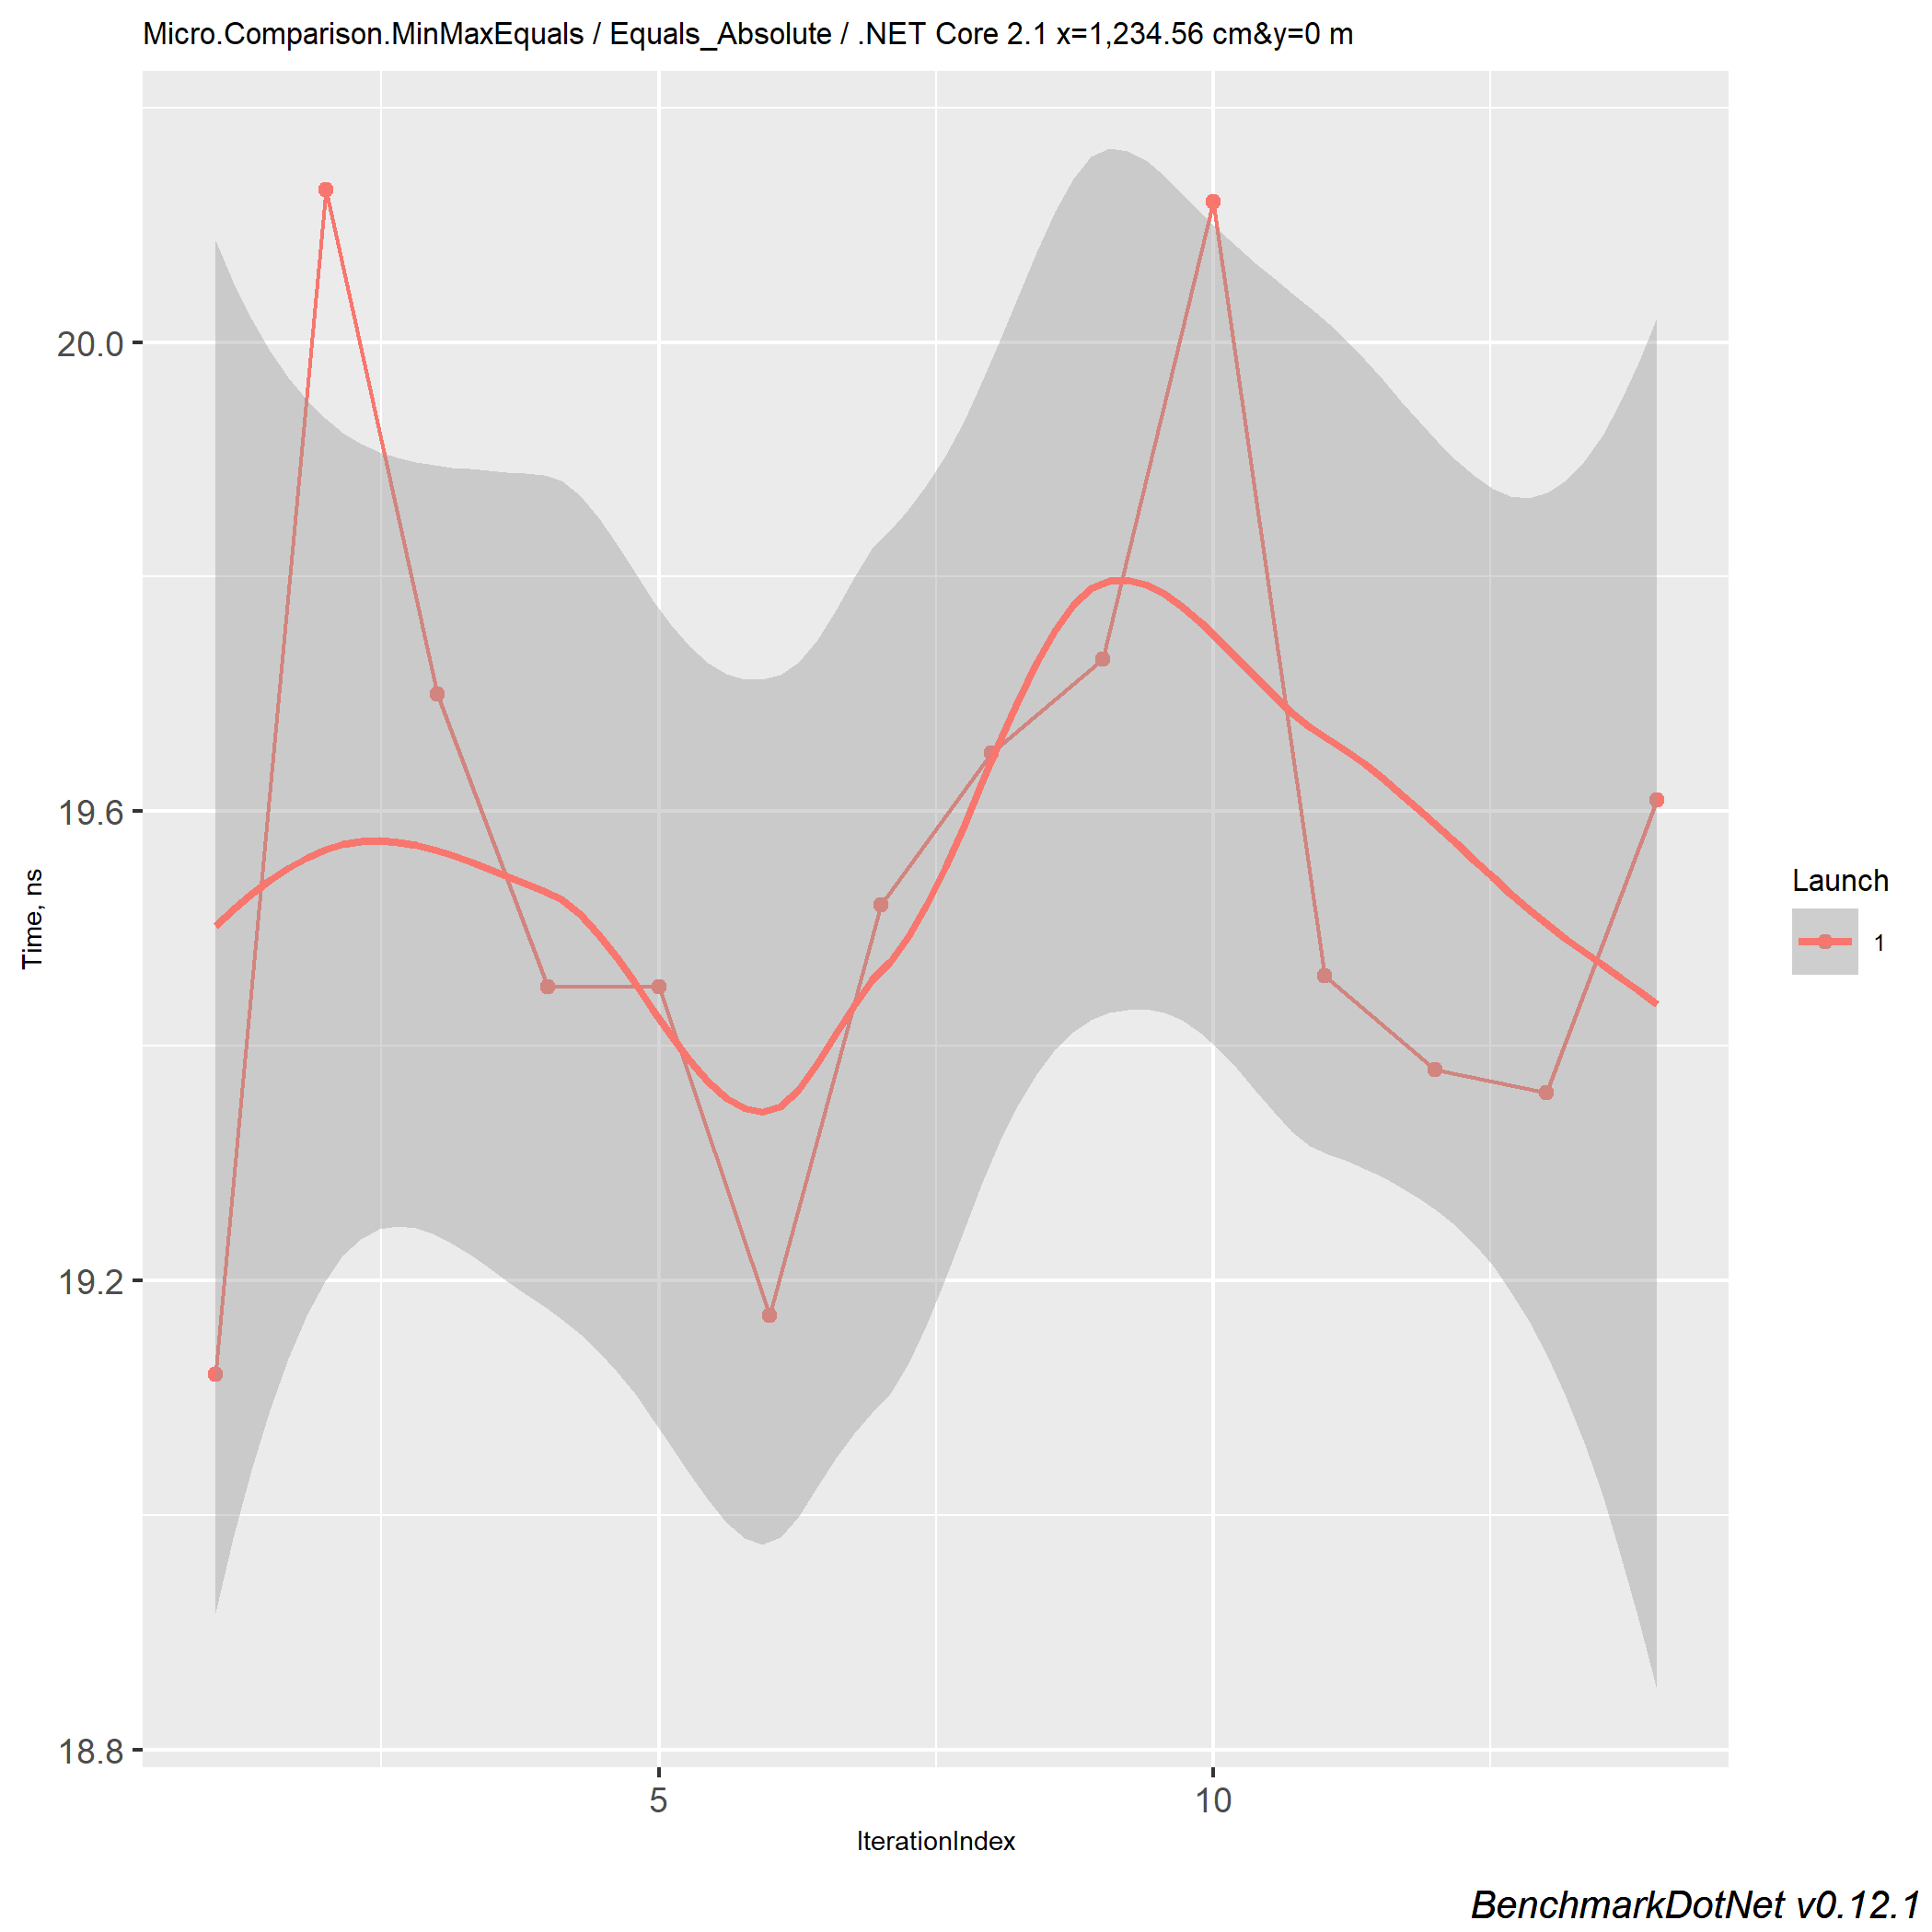 Micro.Comparison.MinMaxEquals / Equals_Absolute / .NET Core 2.1 x=1,234.56 cm&y=0 m
20.0
19.6
19.2
18.8
Time, ns
5
10
IterationIndex
Launch
1
BenchmarkDotNet v0.12.1